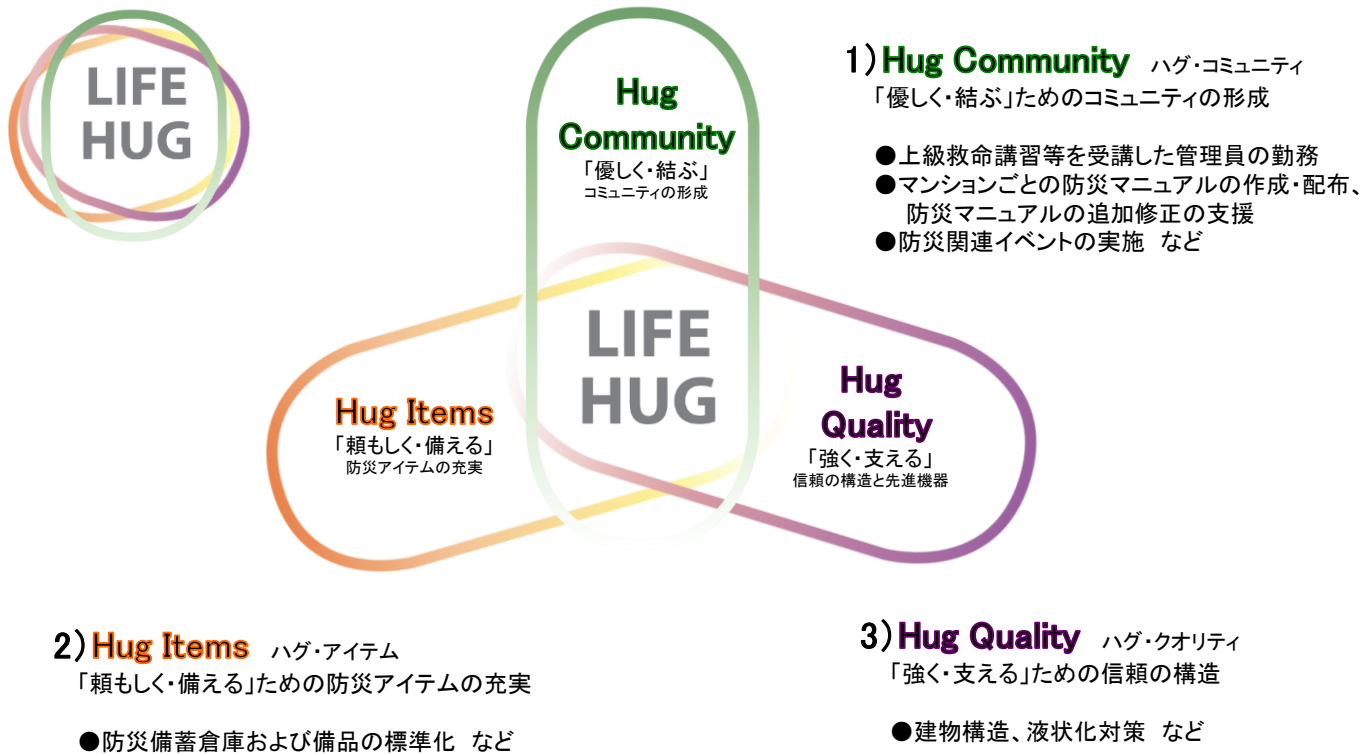 LIFE
HUG
Hug
Community
「優しく・結ぶ」
コミュニティの形成
LIFE
HUG
Hug Items
「頼もしく・備える」
防災アイテムの充実
Hug
Quality
「強く・支える」
信頼の構造と先進機器
1)Hug Community ハグ・コミュニティ
「優しく・結ぶ」ためのコミュニティの形成
●上級救命講習等を受講した管理員の勤務
●マンションごとの防災マニュアルの作成・配布、
防災マニュアルの追加修正の支援
●防災関連イベントの実施 など
2)Hug Items ハグ・アイテム
「頼もしく・備える」ための防災アイテムの充実
●防災備蓄倉庫および備品の標準化 など
3)Hug Quality ハグ・クオリティ
「強く・支える」ための信頼の構造
●建物構造、液状化対策 など